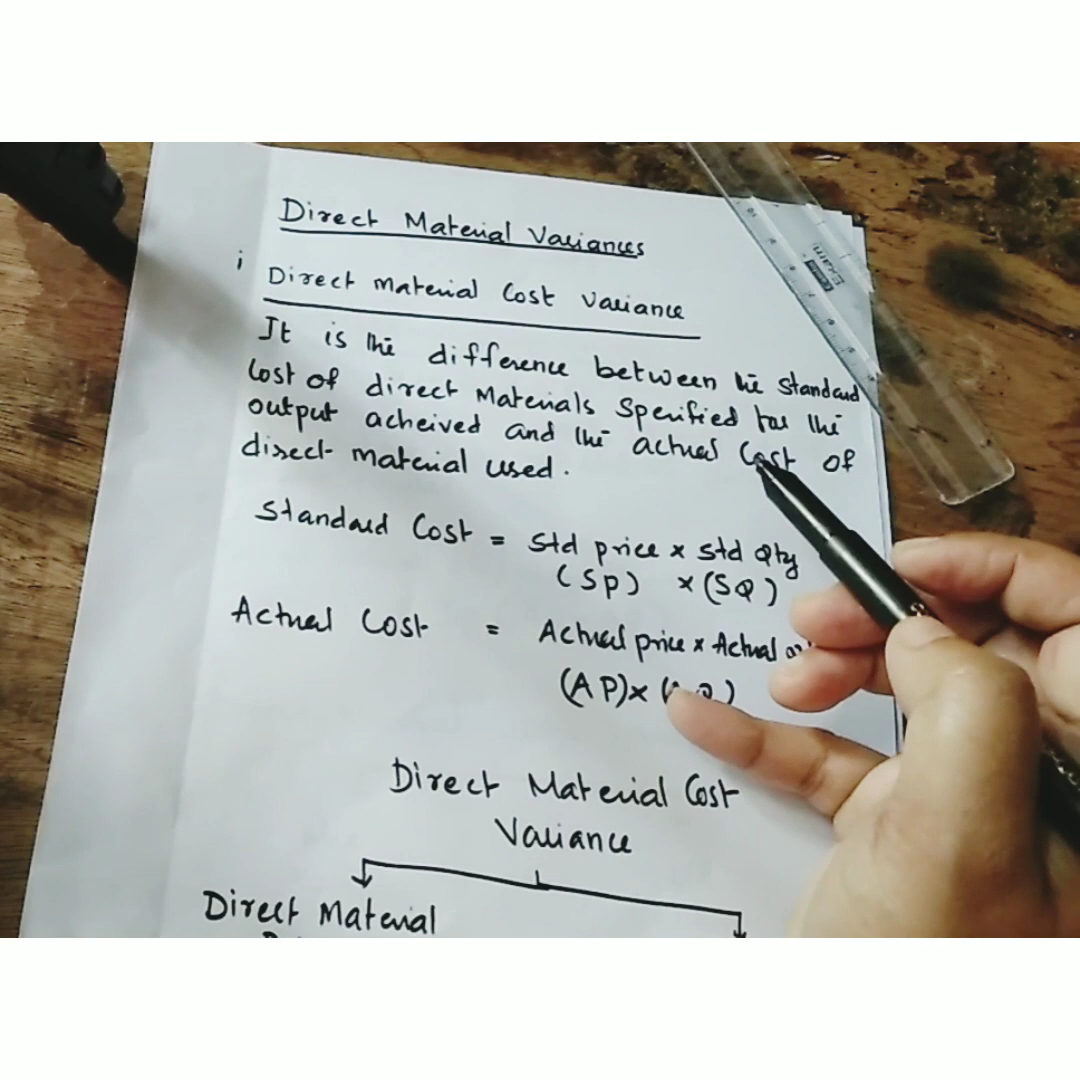 Direct Material Variances
i Direct material Cost variance
It is the difference between the standard
Cost of direct Materials Specified for the
output acheived and the actual Cost of
direct material used.
Standard Cost = Std price x Std Qty
(SP) x (SQ)
Actual Cost = Actual price x Actual
(AP)x
Direct Material Cost
Variance
Direct Material
Exam